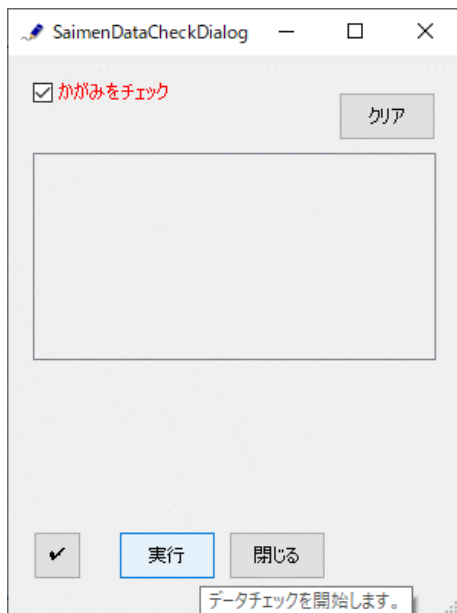 SaimenDataCheckDialog
かがみをチェック
クリア
実行
閉じる
データチェックを開始します。